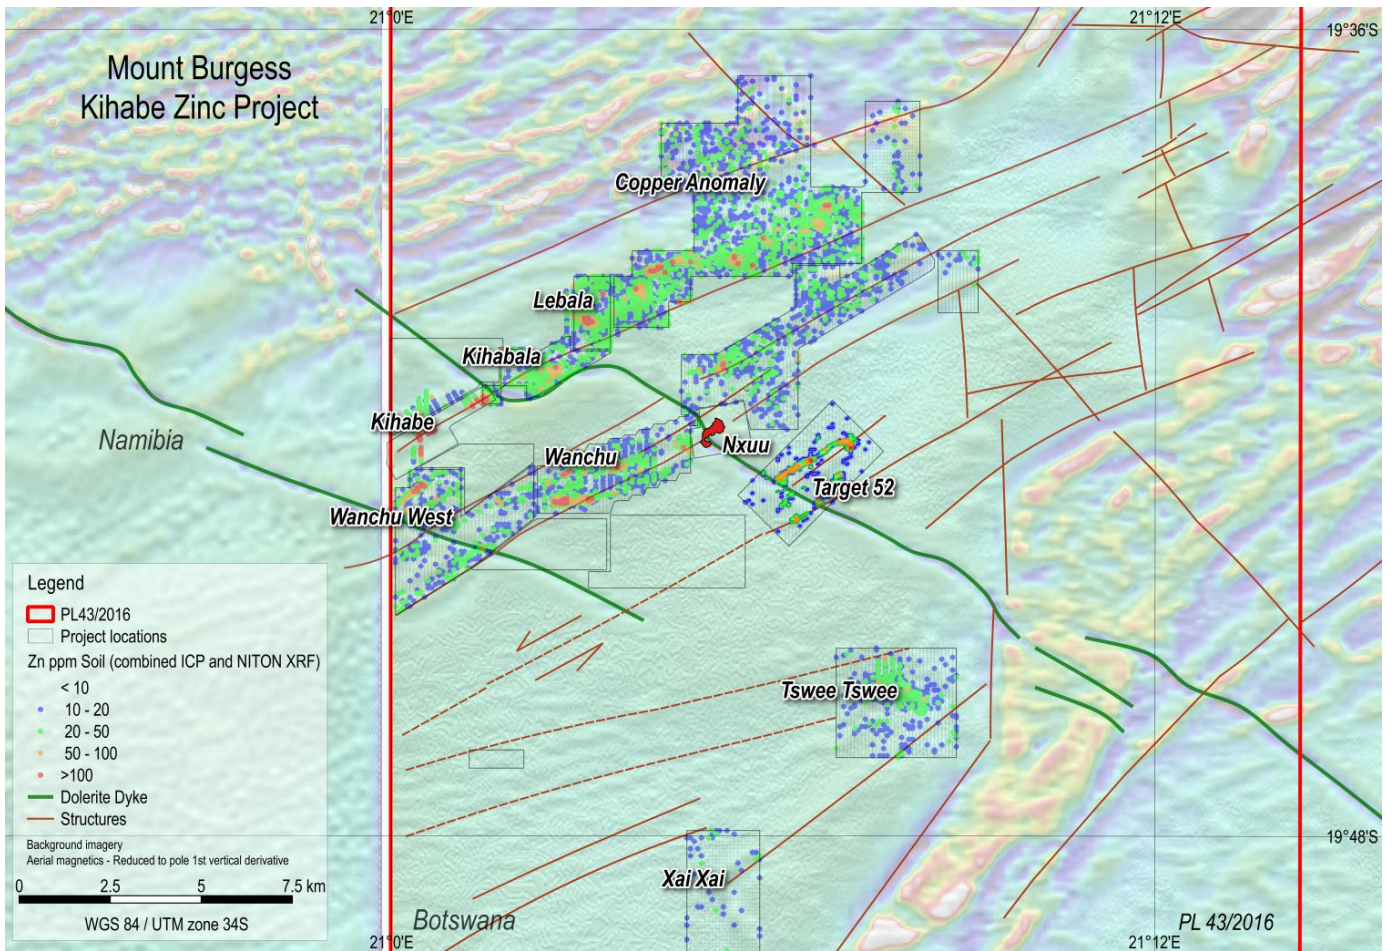 21°0'E
21°12'E
19°36'S
Mount Burgess
Kihabe Zinc Project
Copper Anomaly
Lebala
Kihabala
Kihabe
Namibia
Wanchu
Nxuu
Target 52
Wanchu West
Legend
PL43/2016
Project locations
Zn ppm Soil (combined ICP and NITON XRF)
< 10
10 - 20
20 - 50
50 - 100
>100
Dolerite Dyke
Structures
Background imagery
Aerial magnetics - Reduced to pole 1st vertical derivative
0 2.5 5 7.5 km
WGS 84 / UTM zone 34S
Tswee Tswee
19°48'S
Xai Xai
Botswana
PL 43/2016
21°0'E
21°12'E